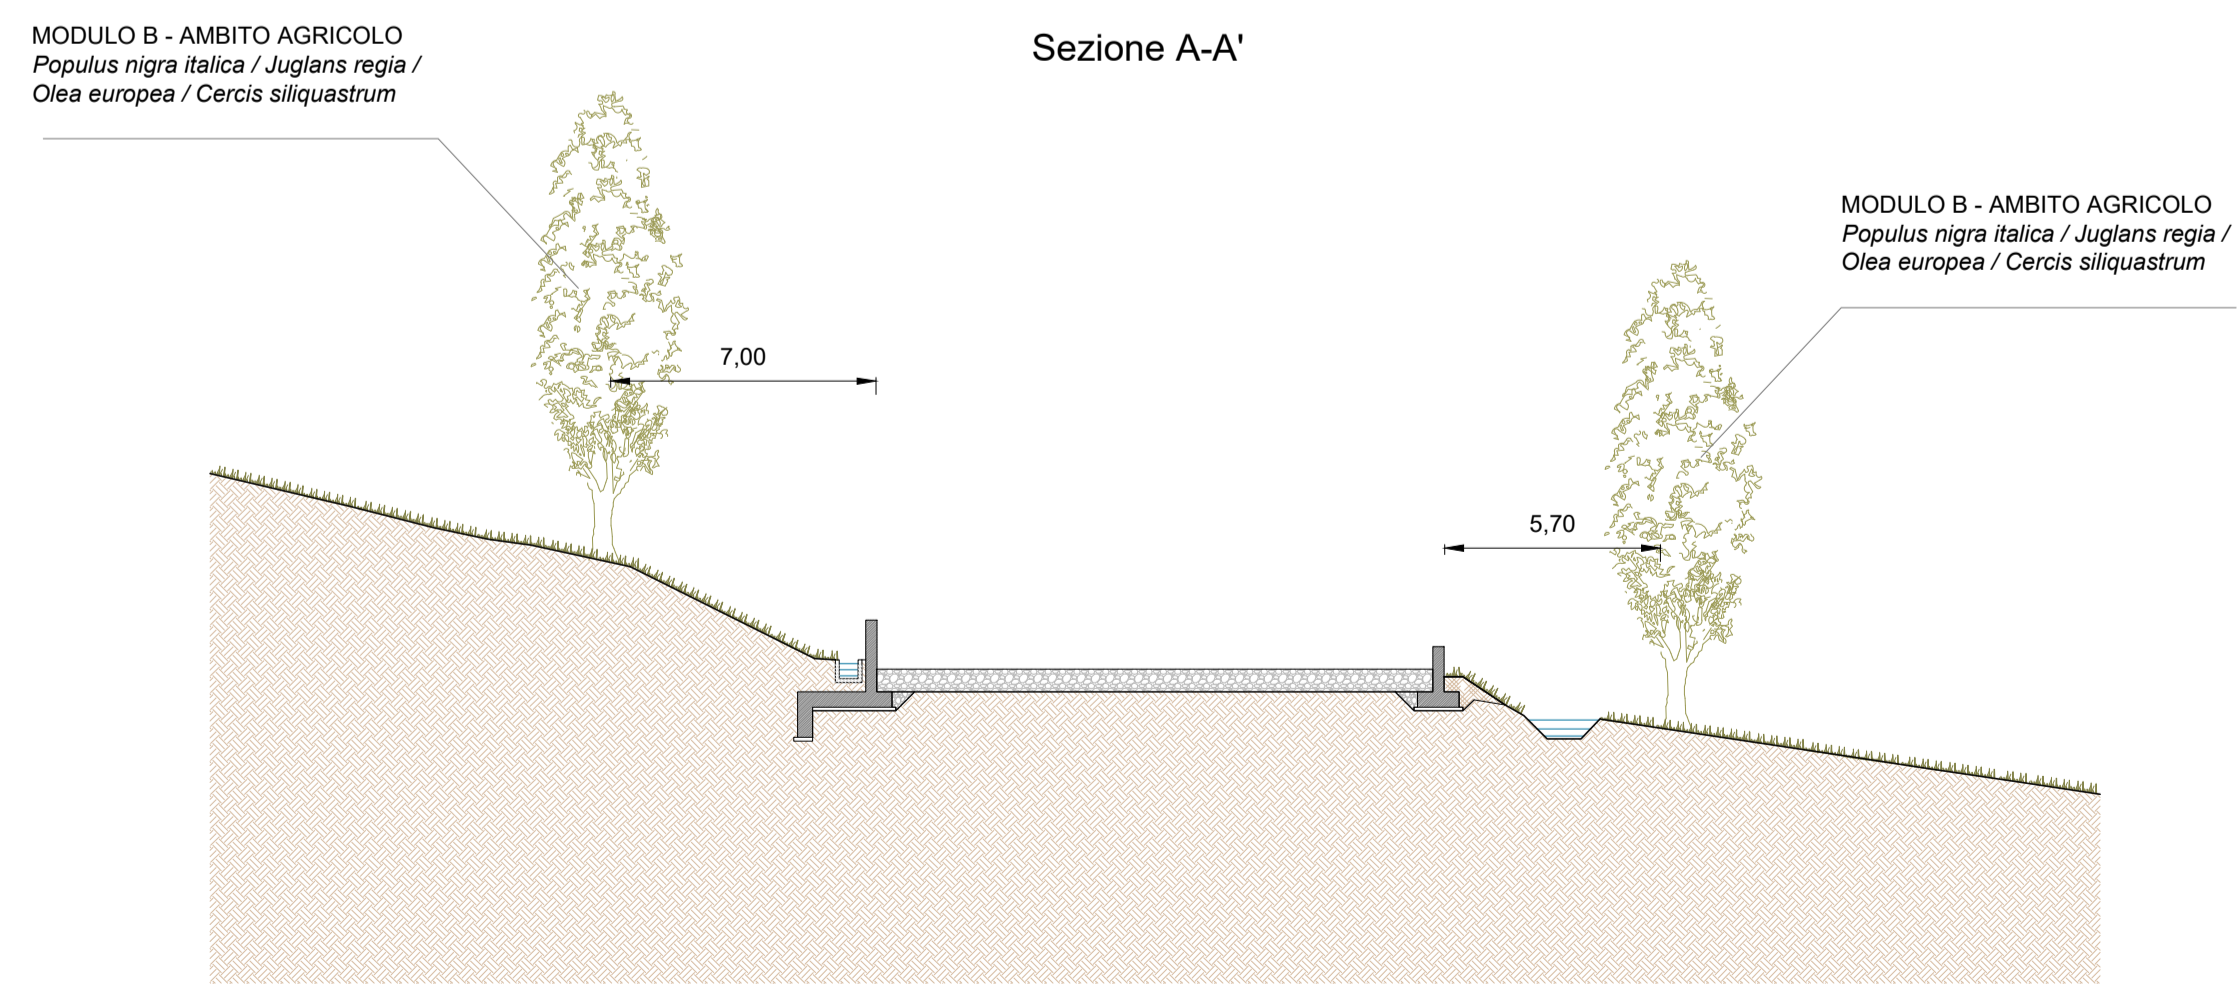 Sezione A-A'
MODULO B - AMBITO AGRICOLO
Populus nigra italica / Juglans regia /
Olea europea / Cercis siliquastrum
MODULO B - AMBITO AGRICOLO
Populus nigra italica / Juglans regia /
Olea europea / Cercis siliquastrum
7,00
5,70